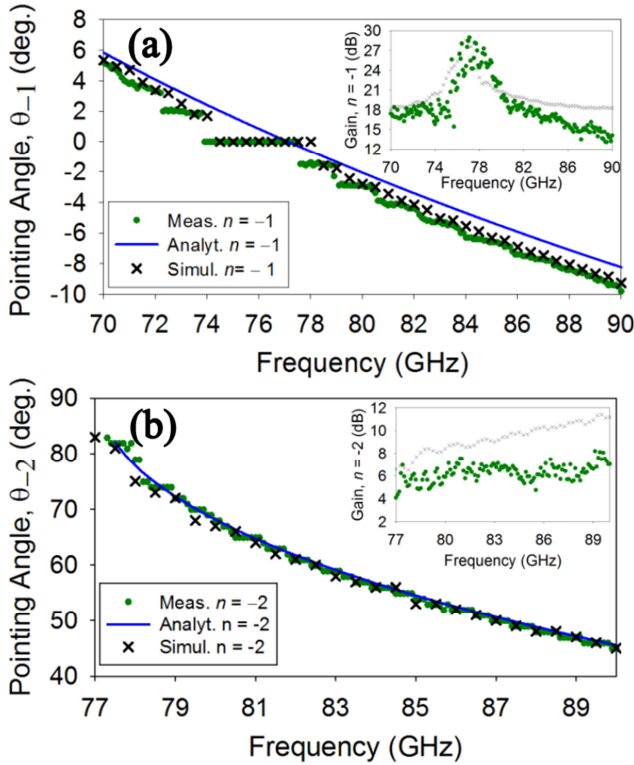 (a)
Pointing Angle, θ₋₁ (deg.)
8
6
4
2
0
-2
-4
-6
-8
-10
70 72 74 76 78 80 82 84 86 88 90
Frequency (GHz)
Meas. n = −1
Analyt. n = −1
Simul. n= − 1
Gain, n = -1 (dB)
30
27
24
21
18
15
12
70 74 78 82 86 90
Frequency (GHz)
(b)
Pointing Angle, θ₋₂ (deg.)
90
80
70
60
50
40
77 79 81 83 85 87 89
Frequency (GHz)
Meas. n = −2
Analyt. n = -2
Simul. n = -2
Gain, n = -2 (dB)
12
10
8
6
4
2
77 80 83 86 89
Frequency (GHz)